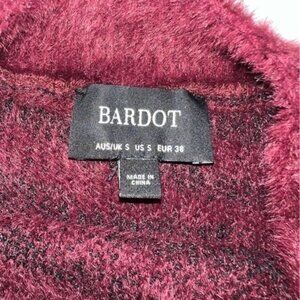 BARDOT
AUS/UK S US S EUR 38
MADE IN
CHINA